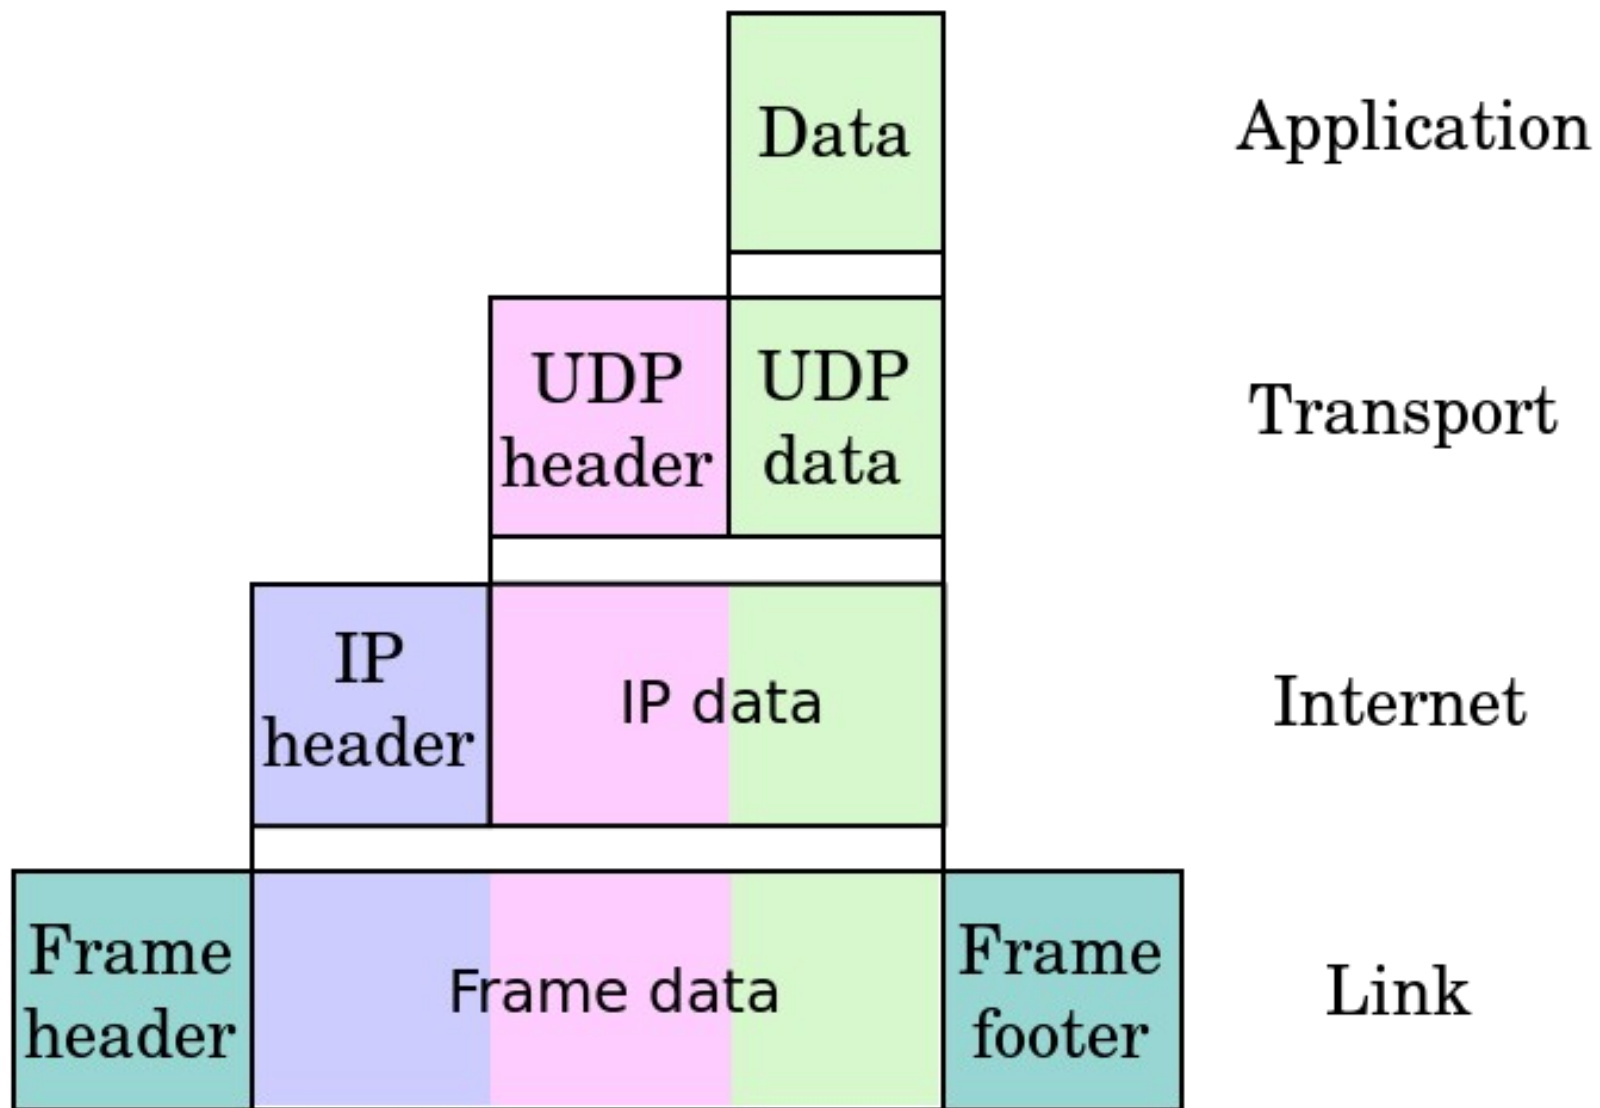 Data
Application
UDP
header
UDP
data
Transport
IP
header
IP data
Internet
Frame
header
Frame data
Frame
footer
Link